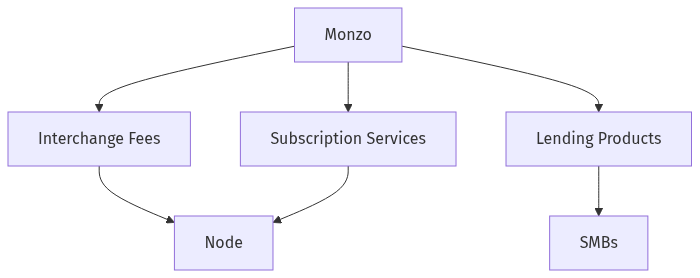 Monzo
Interchange Fees
Subscription Services
Lending Products
Node
SMBs